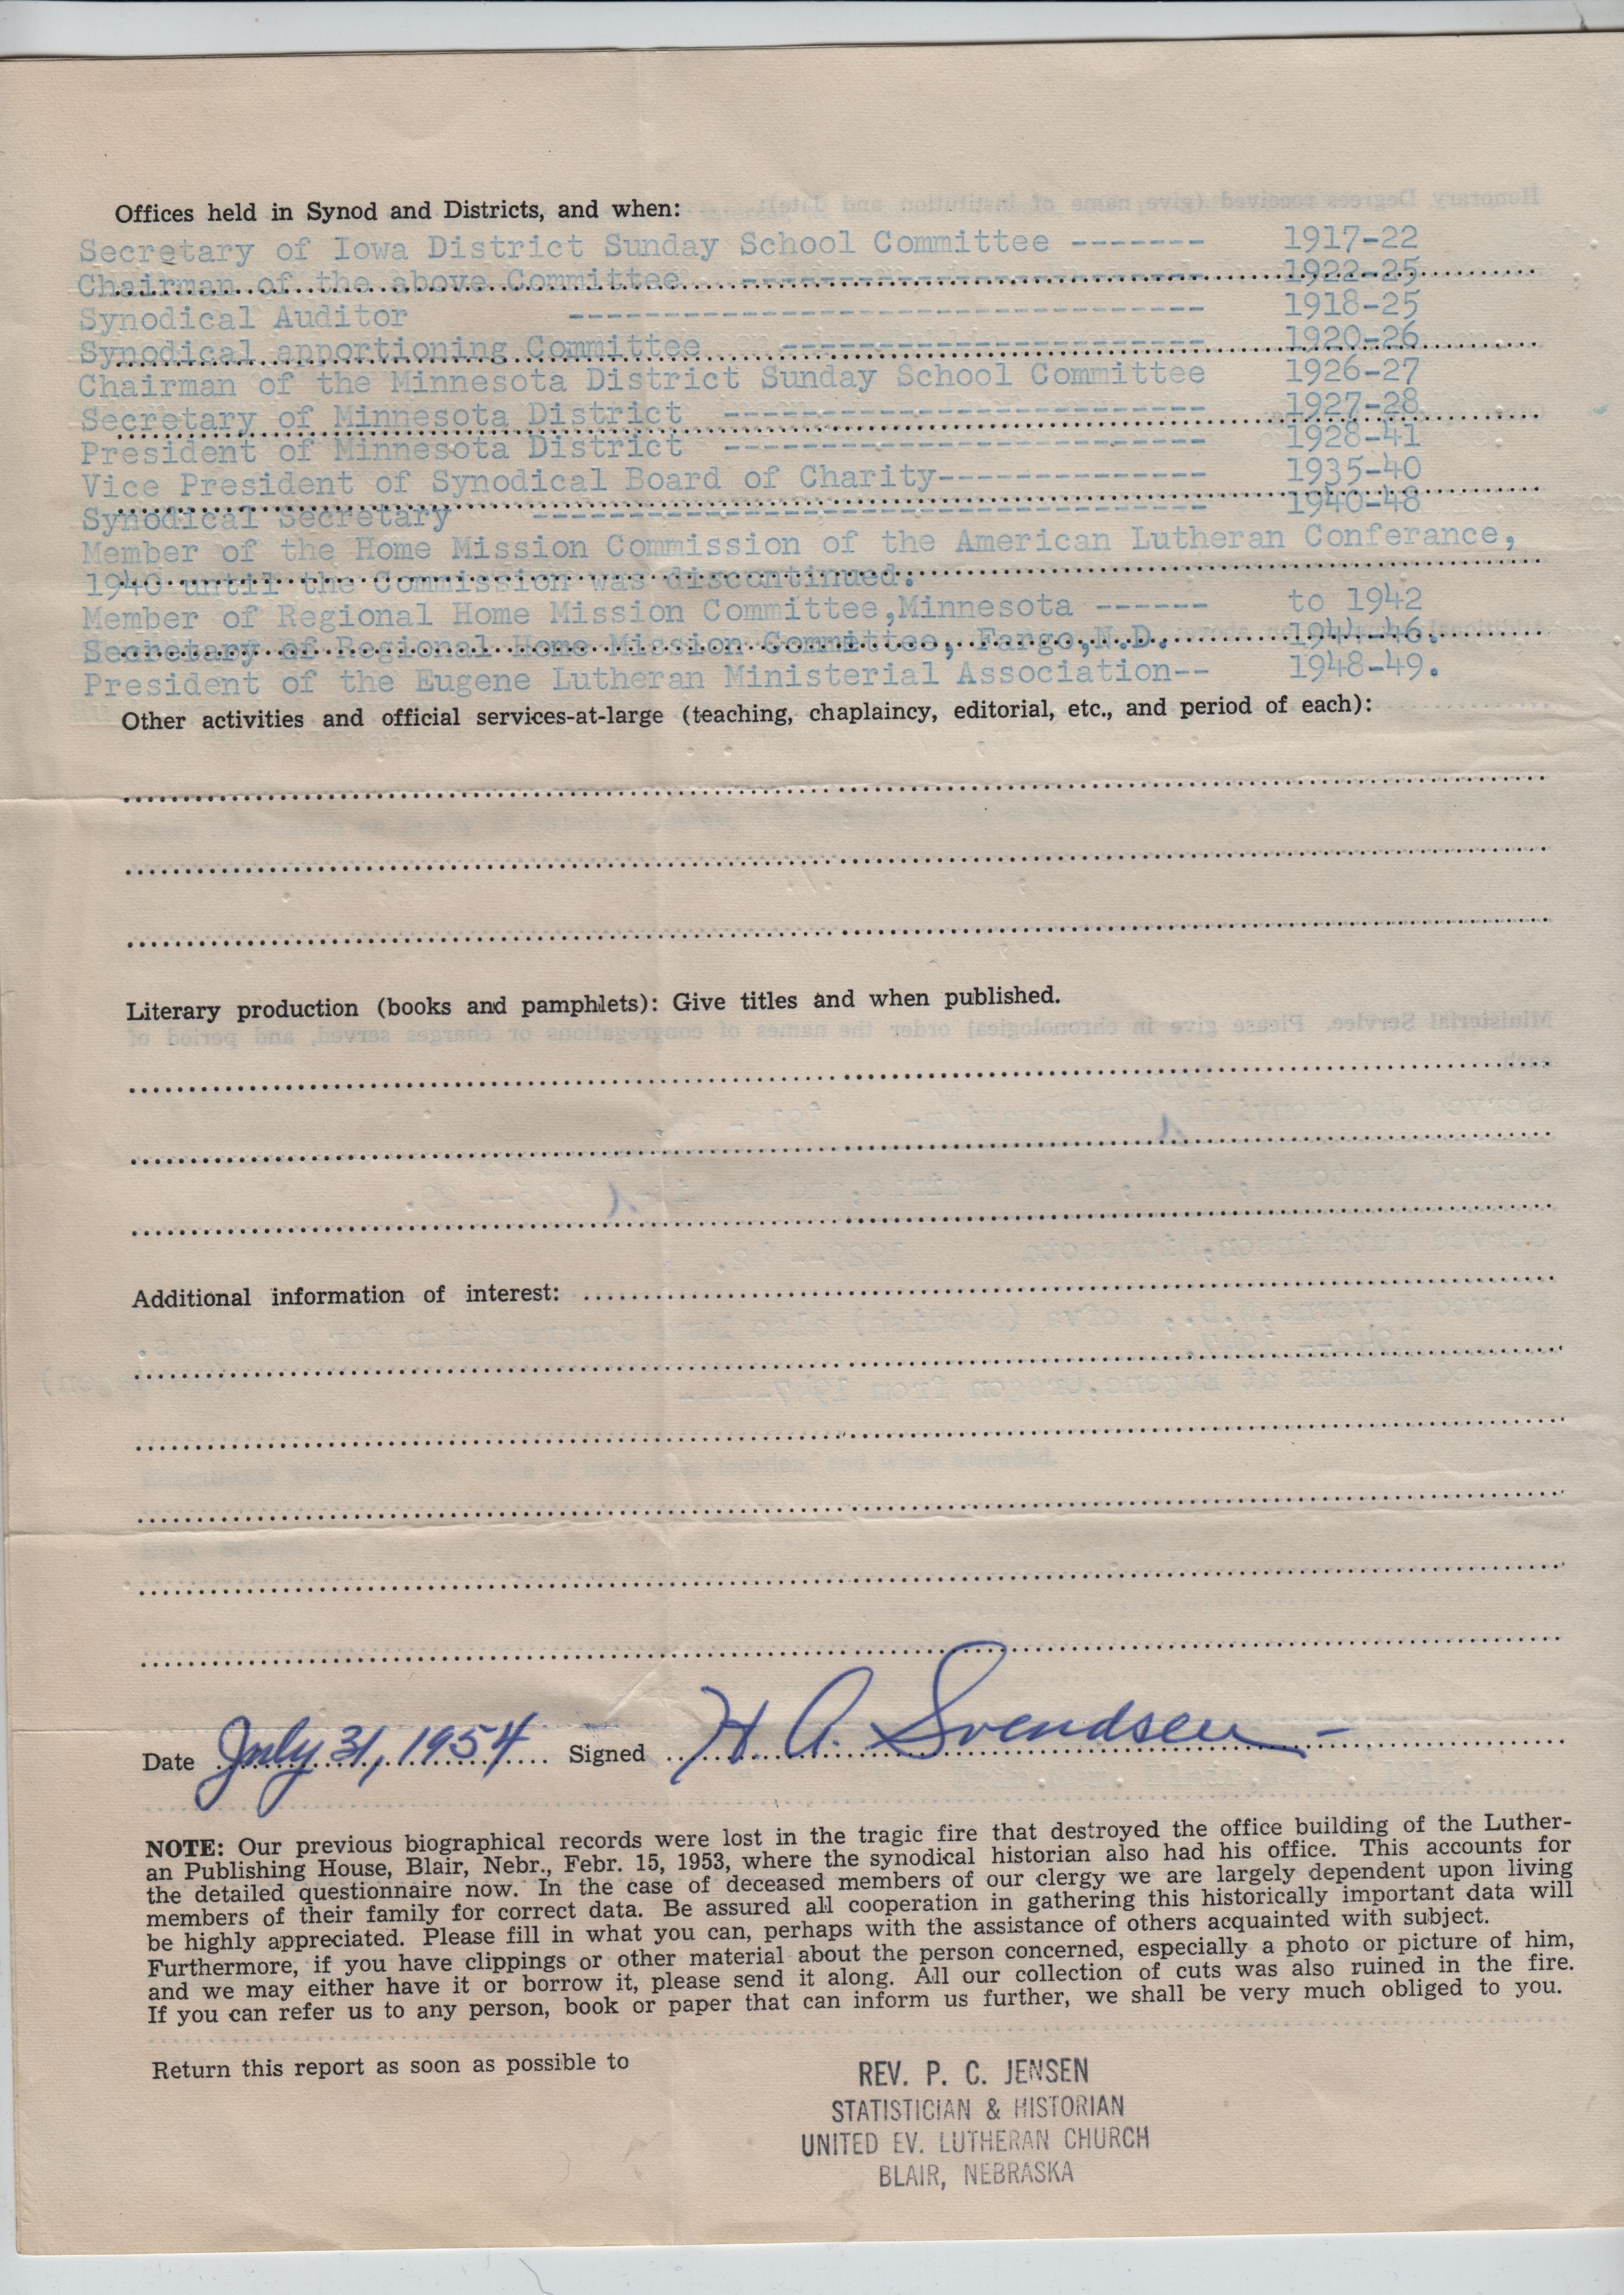 Offices held in Synod and Districts, and when:
Secretary of Iowa District Sunday School Committee ------- 1917-22
Chairman of the above Committee ------------------------- 1922-25
Synodical Auditor --------------------------------- 1918-25
Synodical apportioning Committee ---------------------- 1920-26
Chairman of the Minnesota District Sunday School Committee 1926-27
Secretary of Minnesota District ------------------------- 1927-28
President of Minnesota District ------------------------- 1928-41
Vice President of Synodical Board of Charity-------------- 1935-40
Synodical Secretary ----------------------------------- 1940-48
Member of the Home Mission Commission of the American Lutheran Conferance,
1940 until the Commission was discontinued.
Member of Regional Home Mission Committee,Minnesota ------ to 1942
Secretary of Regional Home Mission Committee, Fargo,N.D. 1944-46.
President of the Eugene Lutheran Ministerial Association-- 1948-49.
Other activities and official services-at-large (teaching, chaplaincy, editorial, etc., and period of each):
Literary production (books and pamphlets): Give titles and when published.
Additional information of interest:
Date July 31, 1954 Signed H. A. Svendsen -
NOTE: Our previous biographical records were lost in the tragic fire that destroyed the office building of the Luther-
an Publishing House, Blair, Nebr., Febr. 15, 1953, where the synodical historian also had his office. This accounts for
the detailed questionnaire now. In the case of deceased members of our clergy we are largely dependent upon living
members of their family for correct data. Be assured all cooperation in gathering this historically important data will
be highly appreciated. Please fill in what you can, perhaps with the assistance of others acquainted with subject.
Furthermore, if you have clippings or other material about the person concerned, especially a photo or picture of him,
and we may either have it or borrow it, please send it along. All our collection of cuts was also ruined in the fire.
If you can refer us to any person, book or paper that can inform us further, we shall be very much obliged to you.
Return this report as soon as possible to
REV. P. C. JENSEN
STATISTICIAN & HISTORIAN
UNITED EV. LUTHERAN CHURCH
BLAIR, NEBRASKA